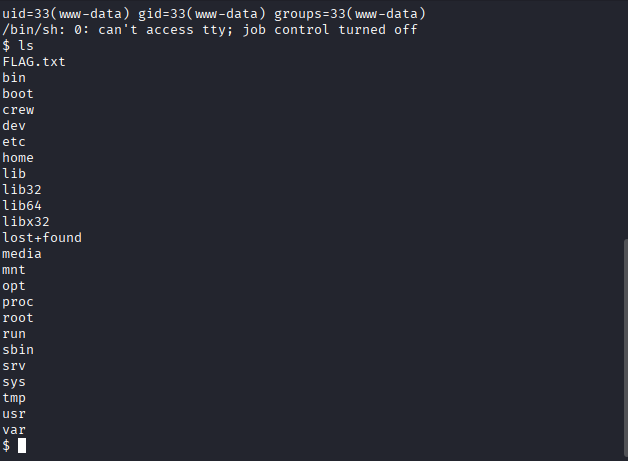 uid=33(www-data) gid=33(www-data) groups=33(www-data)
/bin/sh: 0: can't access tty; job control turned off
$ ls
FLAG.txt
bin
boot
crew
dev
etc
home
lib
lib32
lib64
libx32
lost+found
media
mnt
opt
proc
root
run
sbin
srv
sys
tmp
usr
var
$